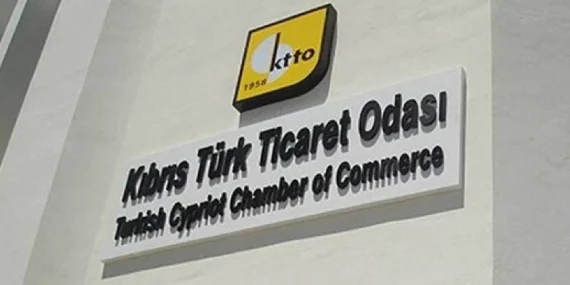 ktto
1958
Kıbrıs Türk Ticaret Odası
Turkish Cypriot Chamber of Commerce